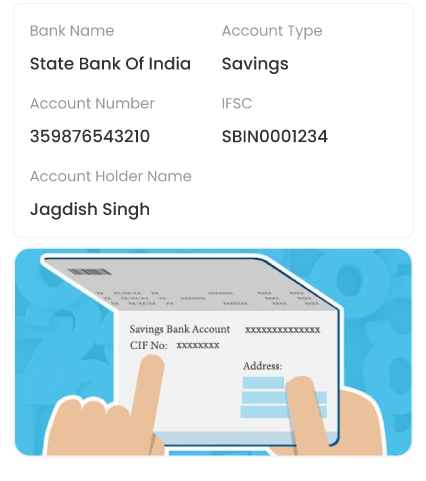 Bank Name Account Type
State Bank Of India Savings
Account Number IFSC
359876543210 SBIN0001234
Account Holder Name
Jagdish Singh
Savings Bank Account xxxxxxxxxxxxxx
CIF No: xxxxxxxx
Address: